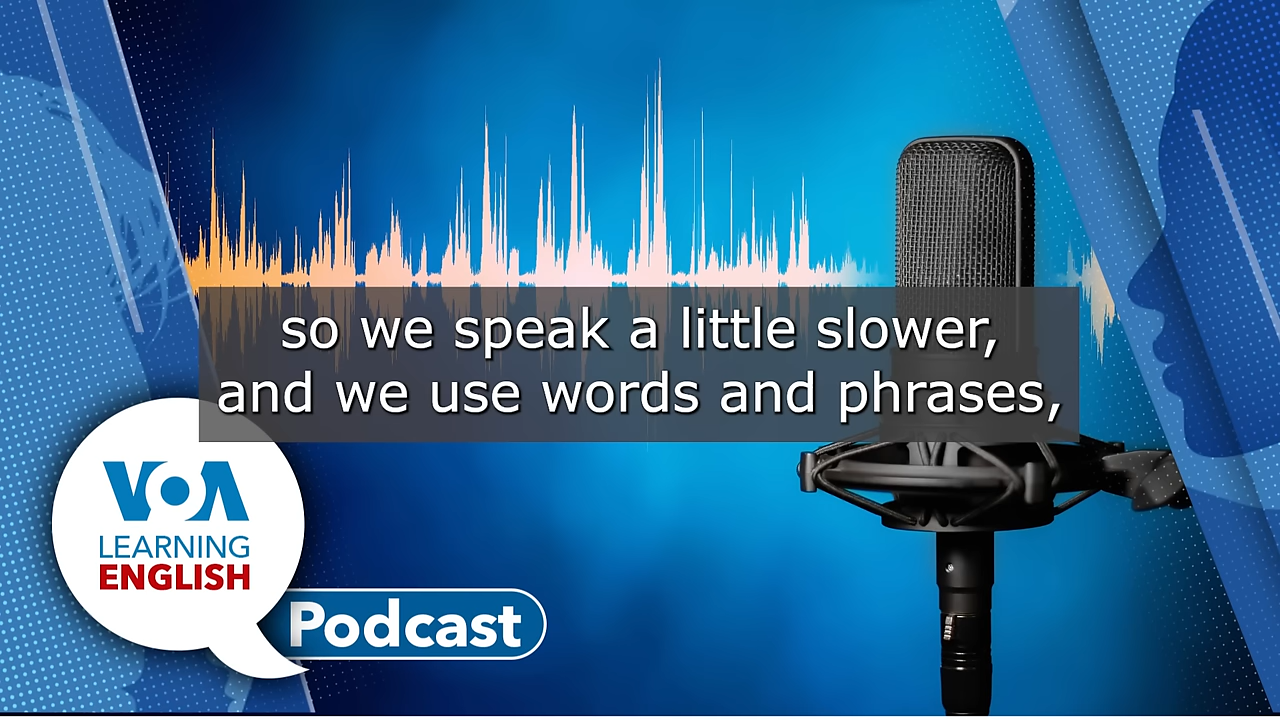 so we speak a little slower,
and we use words and phrases,
VOA
LEARNING
ENGLISH
Podcast